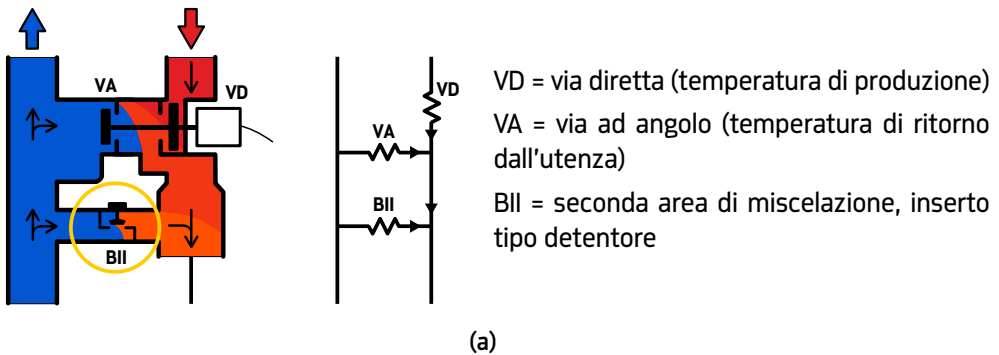 VA
VD
BII
VD
VA
BII
VD = via diretta (temperatura di produzione)
VA = via ad angolo (temperatura di ritorno
dall'utenza)
BII = seconda area di miscelazione, inserto
tipo detentore
(a)